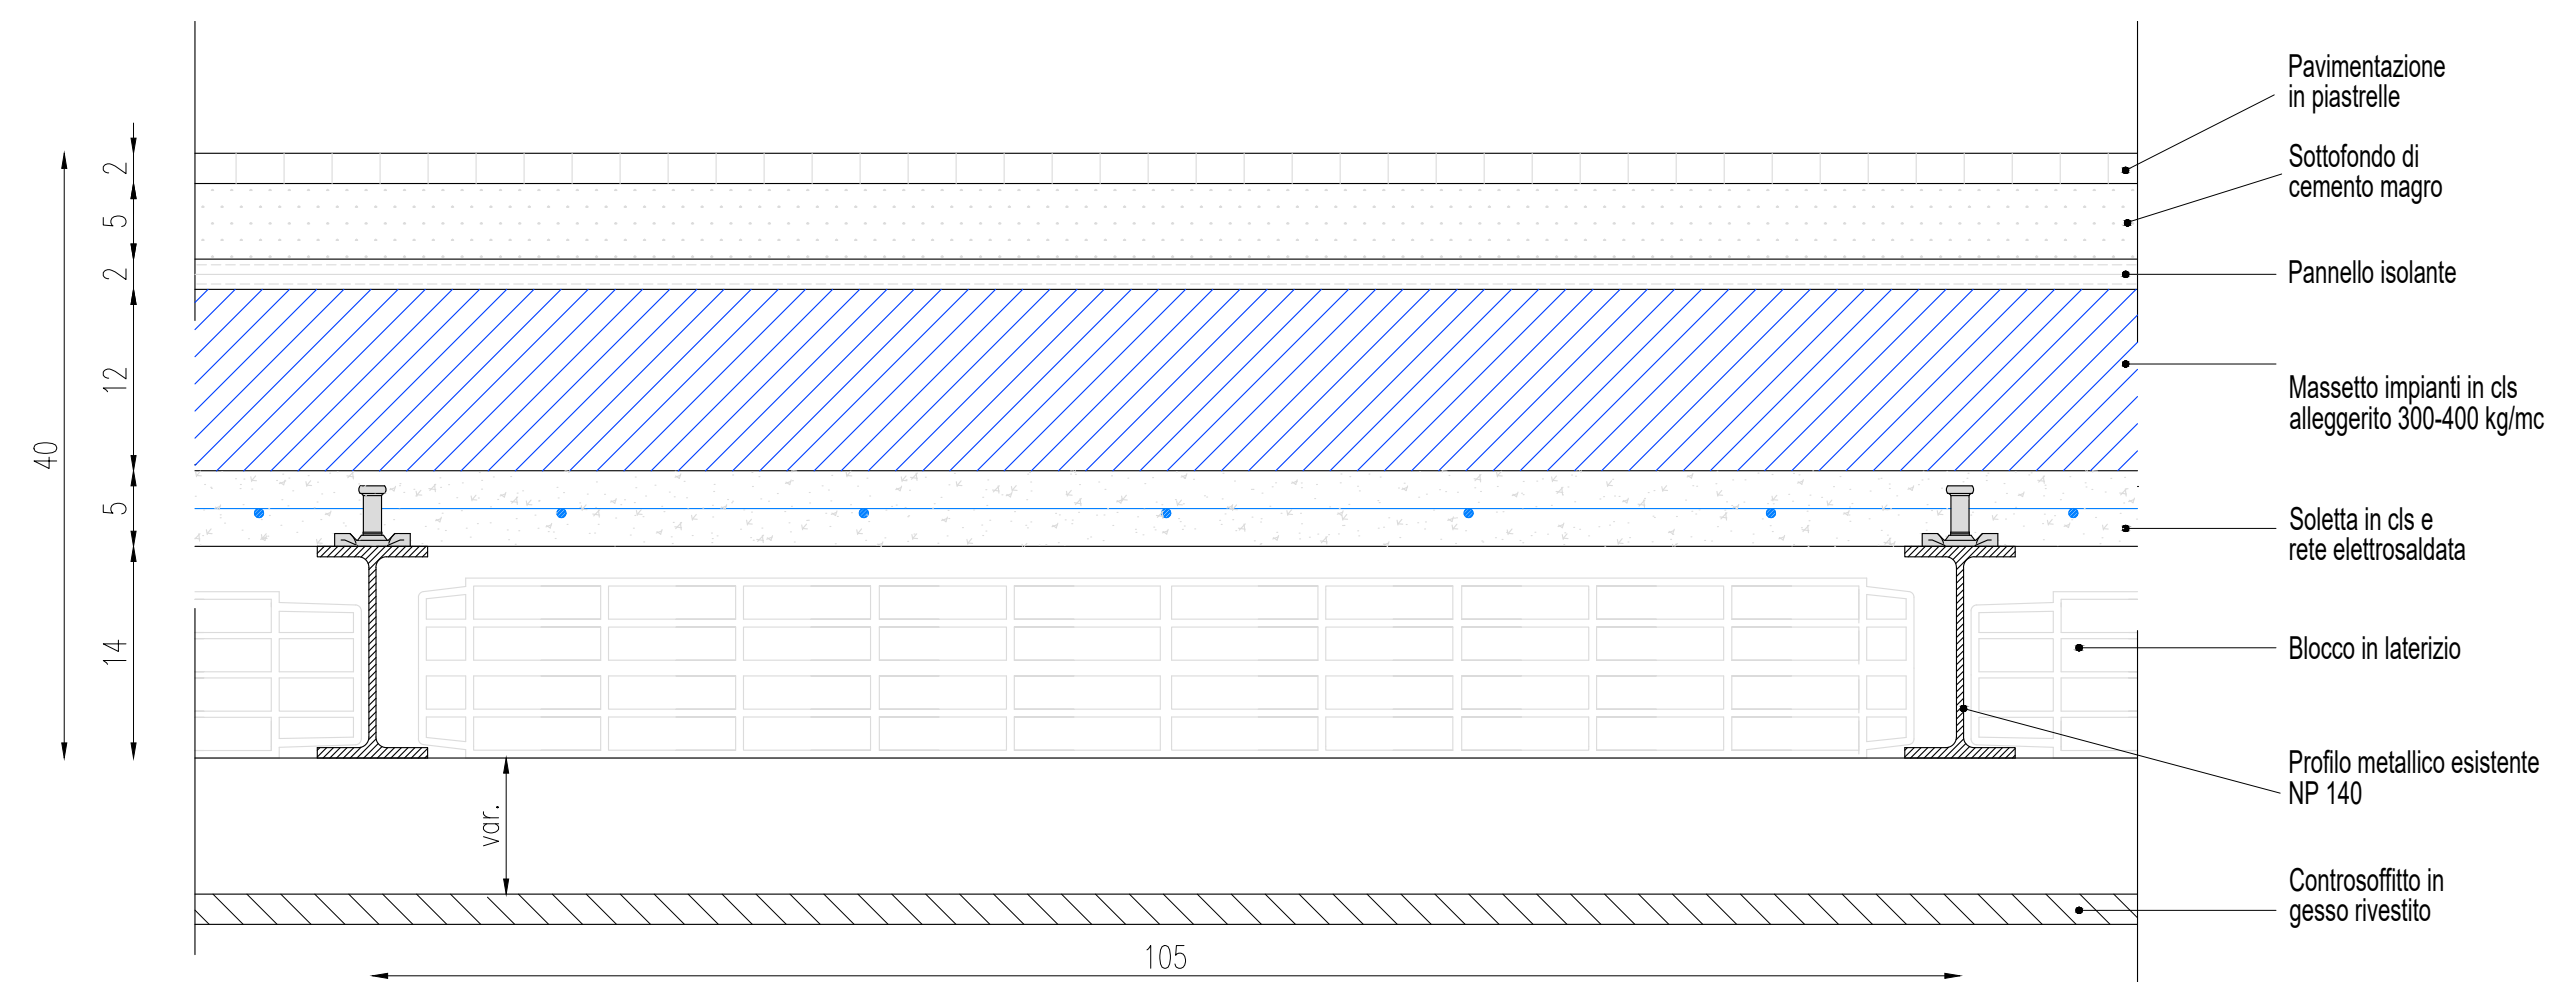 Pavimentazione
in piastrelle
Sottofondo di
cemento magro
Pannello isolante
Massetto impianti in cls
alleggerito 300-400 kg/mc
Soletta in cls e
rete elettrosaldata
Blocco in laterizio
Profilo metallico esistente
NP 140
Controsoffitto in
gesso rivestito
40
2
5
2
12
5
14
var.
105